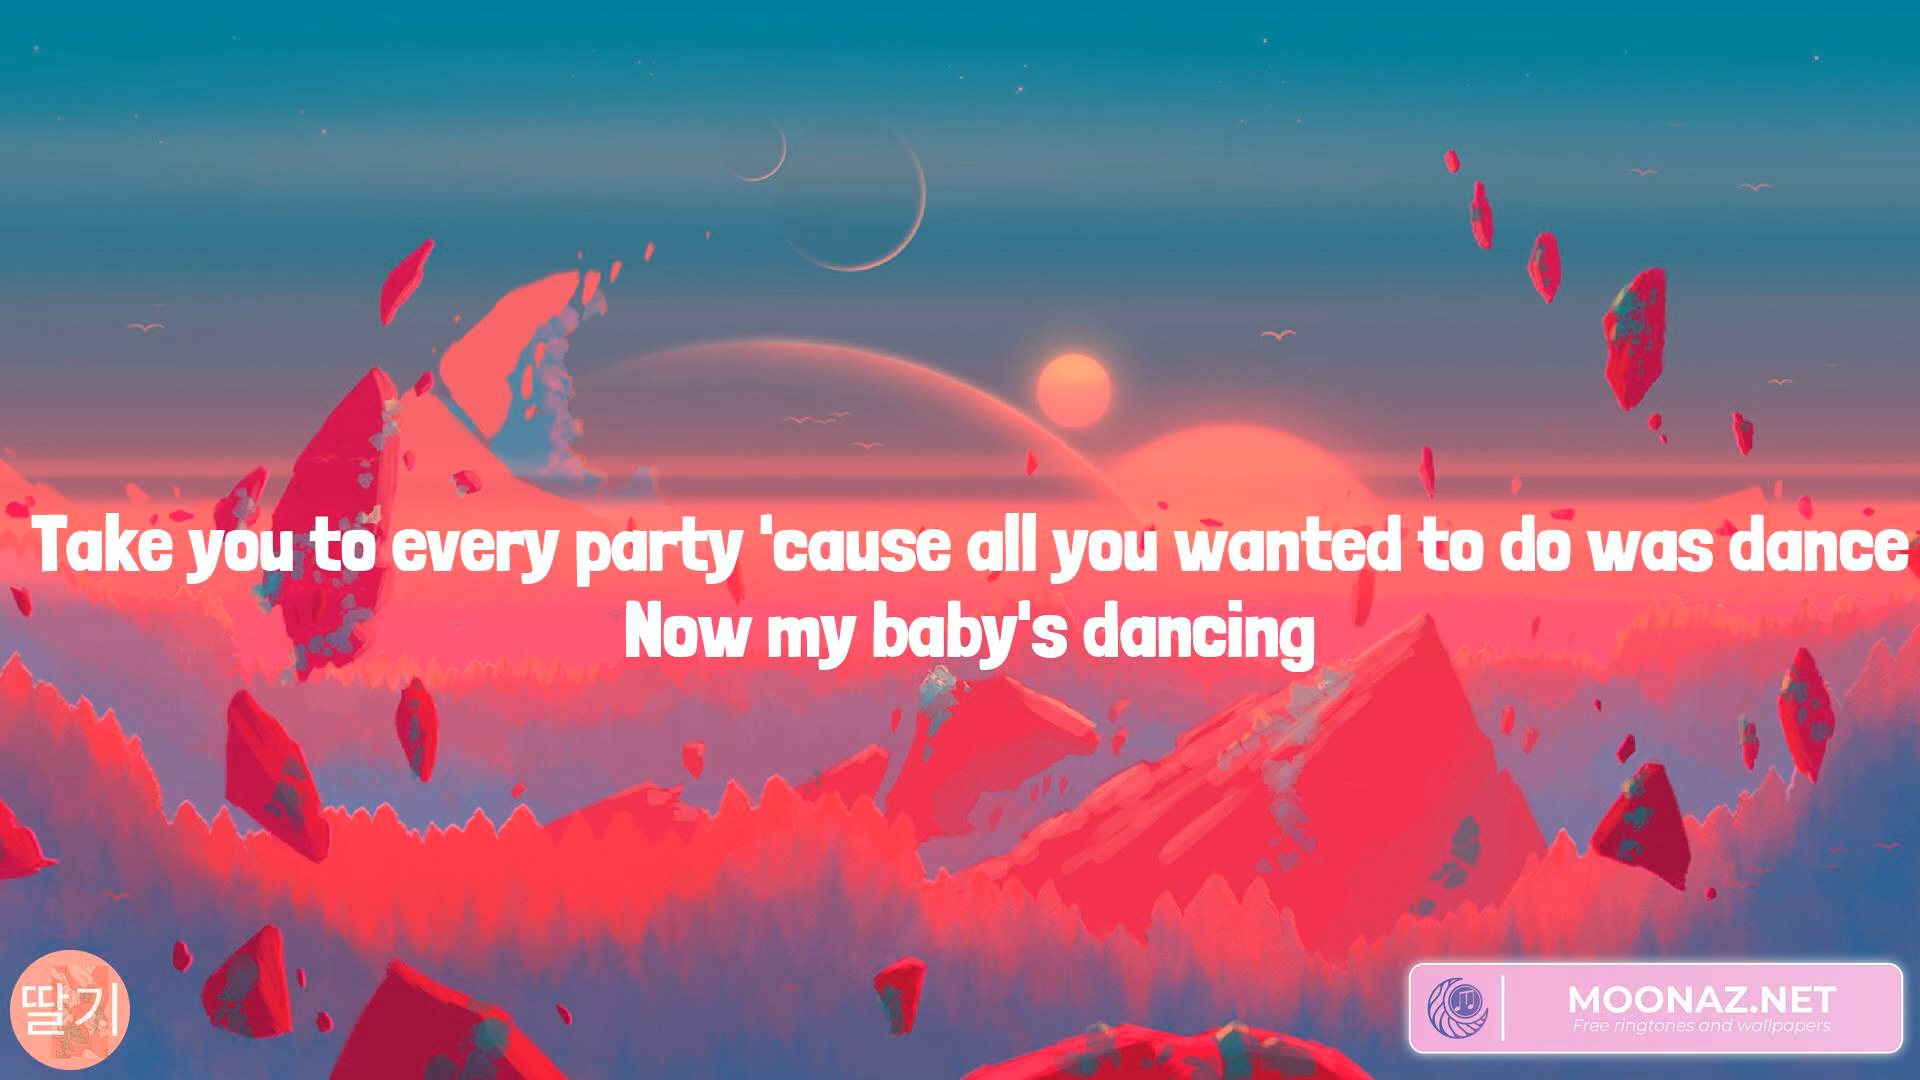 Take you to every party 'cause all you wanted to do was dance
Now my baby's dancing
딸기
MOONAZ.NET
Free ringtones and wallpapers